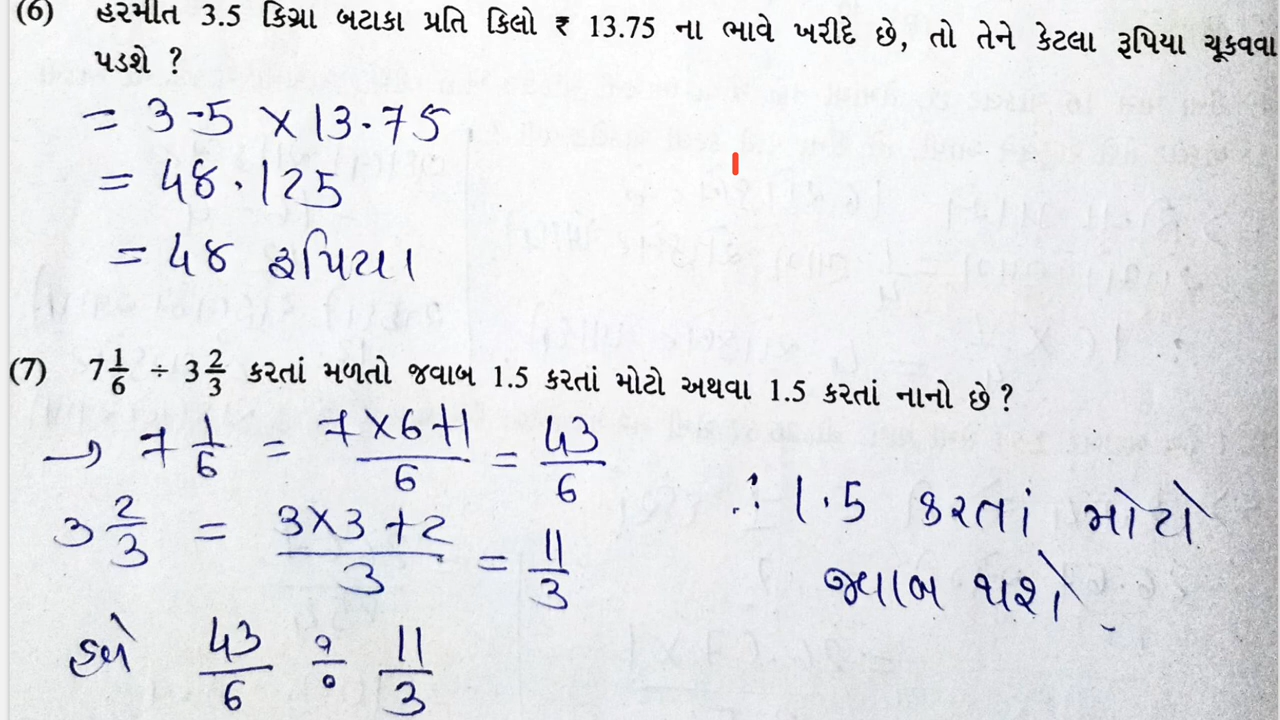 (6) હરમીત 3.5 કિગ્રા બટાકા પ્રતિ કિલો ₹ 13.75 ના ભાવે ખરીદે છે, તો તેને કેટલા રૂપિયા ચૂકવવા
પડશે ?
= 3.5 × 13.75
= 48.125
= 48 રૂપિયા
(7) 7 1/6 ÷ 3 2/3 કરતાં મળતો જવાબ 1.5 કરતાં મોટો અથવા 1.5 કરતાં નાનો છે ?
→ 7 1/6 = 7×6+1/6 = 43/6
3 2/3 = 3×3+2/3 = 11/3
હવે 43/6 ÷ 11/3
∴ 1.5 કરતાં મોટો
જવાબ થશે